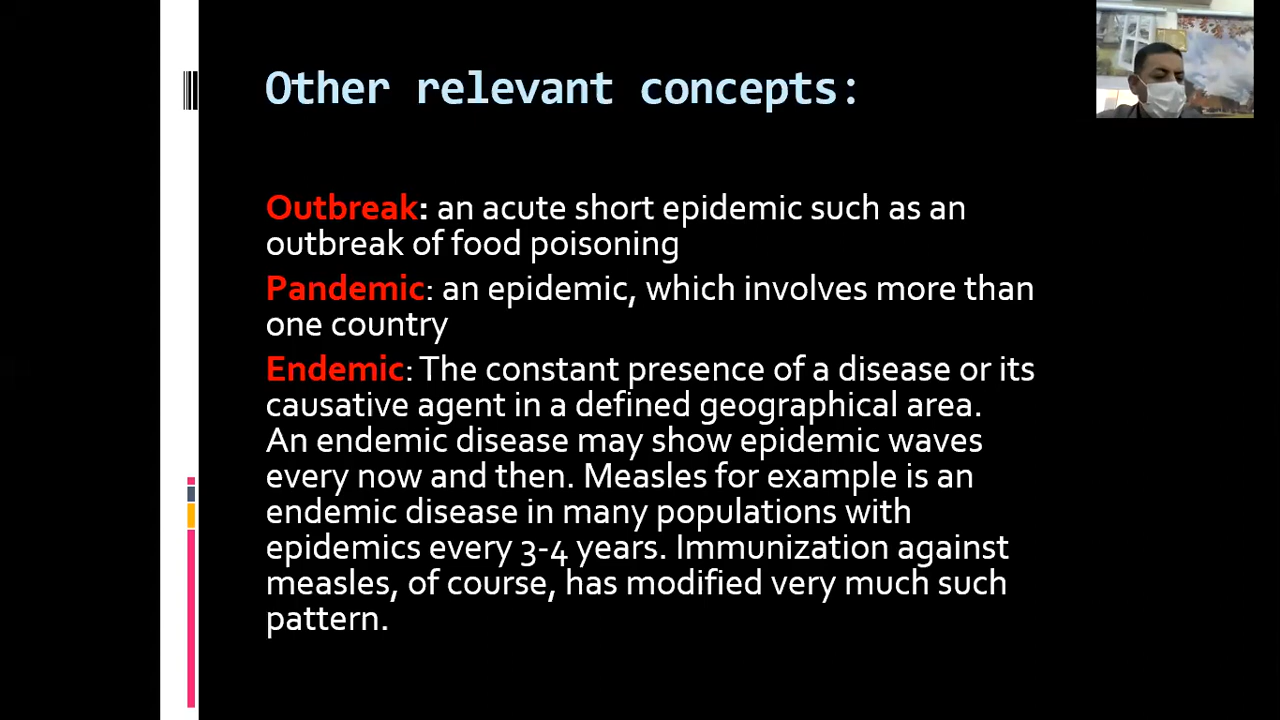 Other relevant concepts:
Outbreak: an acute short epidemic such as an
outbreak of food poisoning
Pandemic: an epidemic, which involves more than
one country
Endemic: The constant presence of a disease or its
causative agent in a defined geographical area.
An endemic disease may show epidemic waves
every now and then. Measles for example is an
endemic disease in many populations with
epidemics every 3-4 years. Immunization against
measles, of course, has modified very much such
pattern.